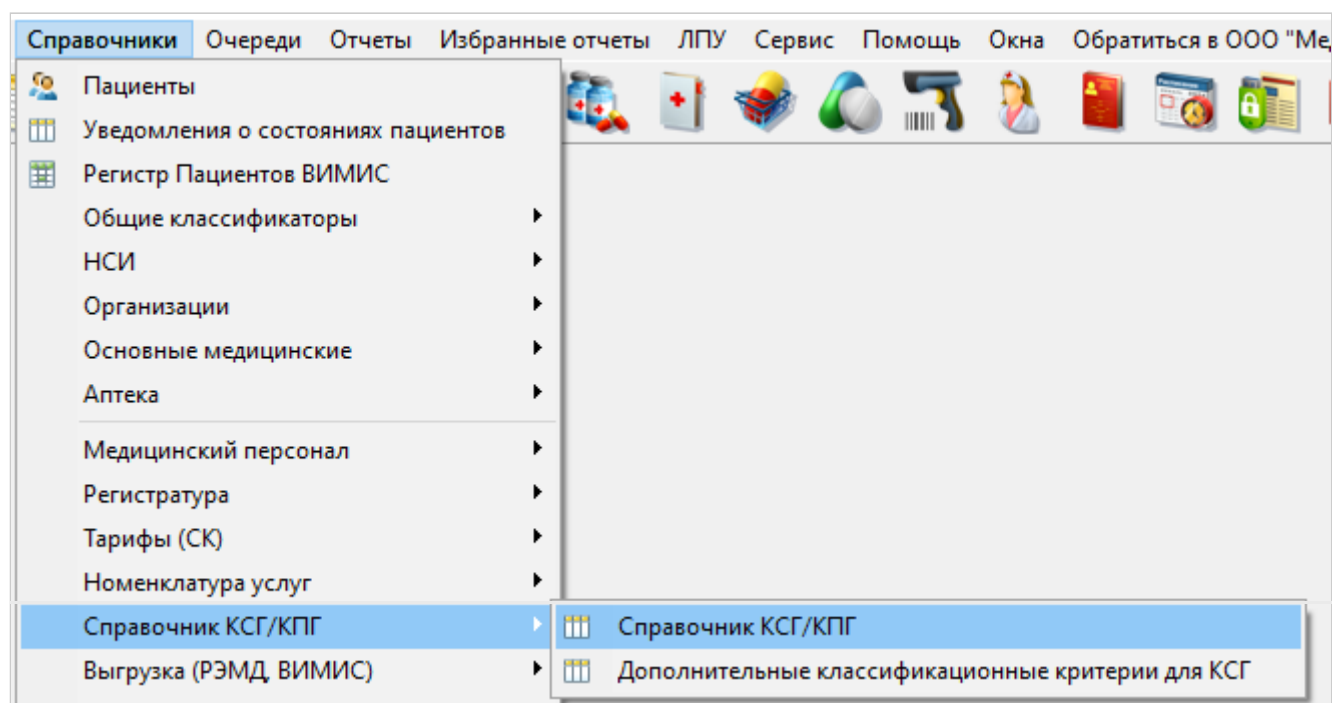 Справочники Очереди Отчеты Избранные отчеты ЛПУ Сервис Помощь Окна Обратиться в ООО "Ме
Пациенты
Уведомления о состояниях пациентов
Регистр Пациентов ВИМИС
Общие классификаторы
НСИ
Организации
Основные медицинские
Аптека
Медицинский персонал
Регистратура
Тарифы (СК)
Номенклатура услуг
Справочник КСГ/КПГ Справочник КСГ/КПГ
Выгрузка (РЭМД, ВИМИС) Дополнительные классификационные критерии для КСГ